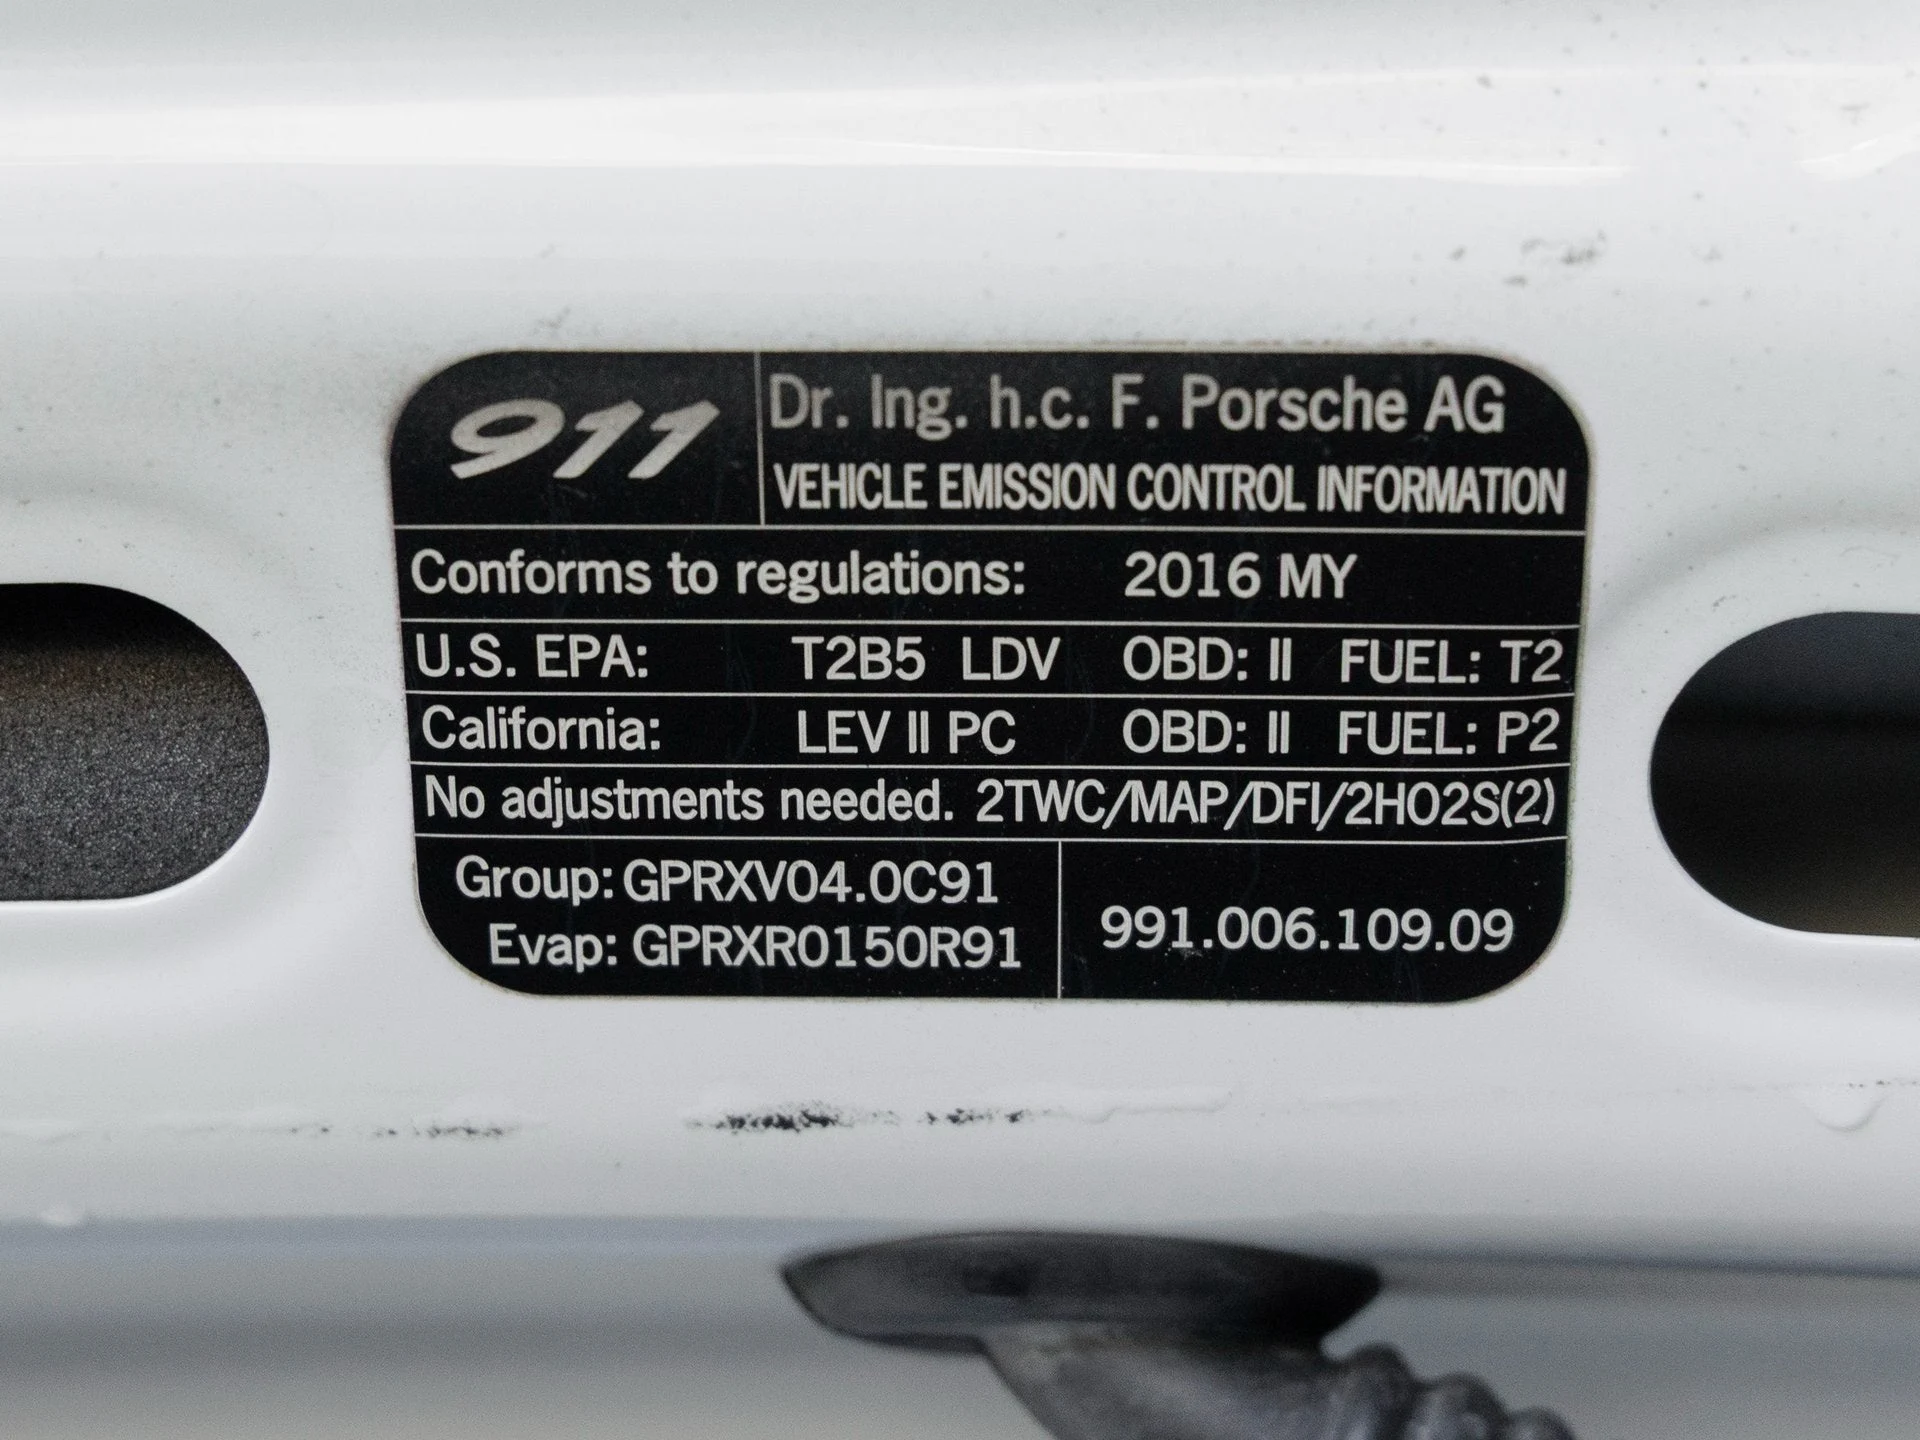 911
Dr. Ing. h.c. F. Porsche AG
VEHICLE EMISSION CONTROL INFORMATION
Conforms to regulations: 2016 MY
U.S. EPA: T2B5 LDV OBD: II FUEL: T2
California: LEV II PC OBD: II FUEL: P2
No adjustments needed. 2TWC/MAP/DFI/2HO2S(2)
Group: GPRXV04.0C91
Evap: GPRXR0150R91
991.006.109.09